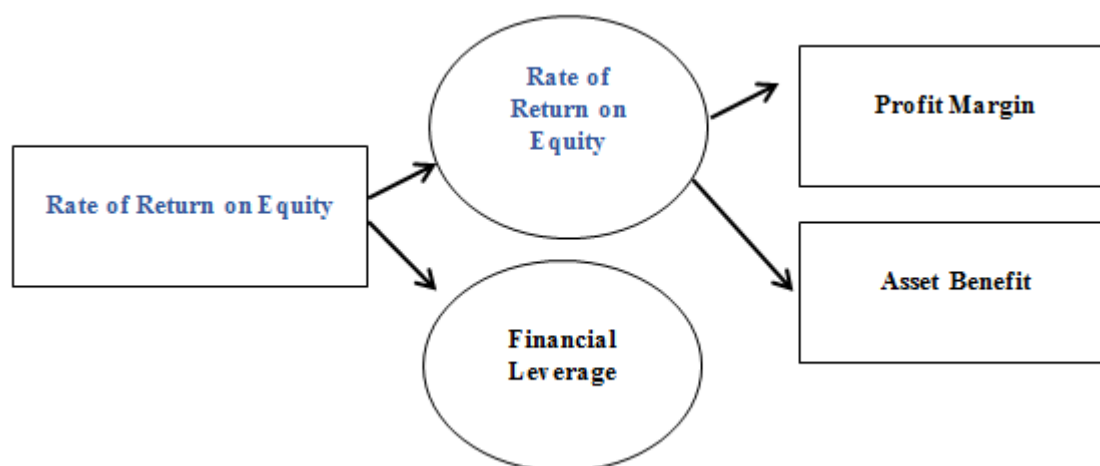 Rate of Return on Equity
Rate of
Return on
Equity
Financial
Leverage
Profit Margin
Asset Benefit